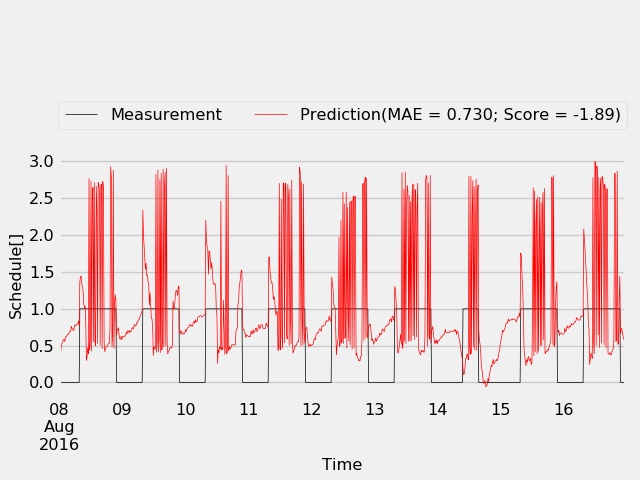 Measurement
Prediction(MAE = 0.730; Score = -1.89)
3.0
2.5
2.0
1.5
1.0
0.5
0.0
Schedule[]
08 09 10 11 12 13 14 15 16
Aug
2016
Time